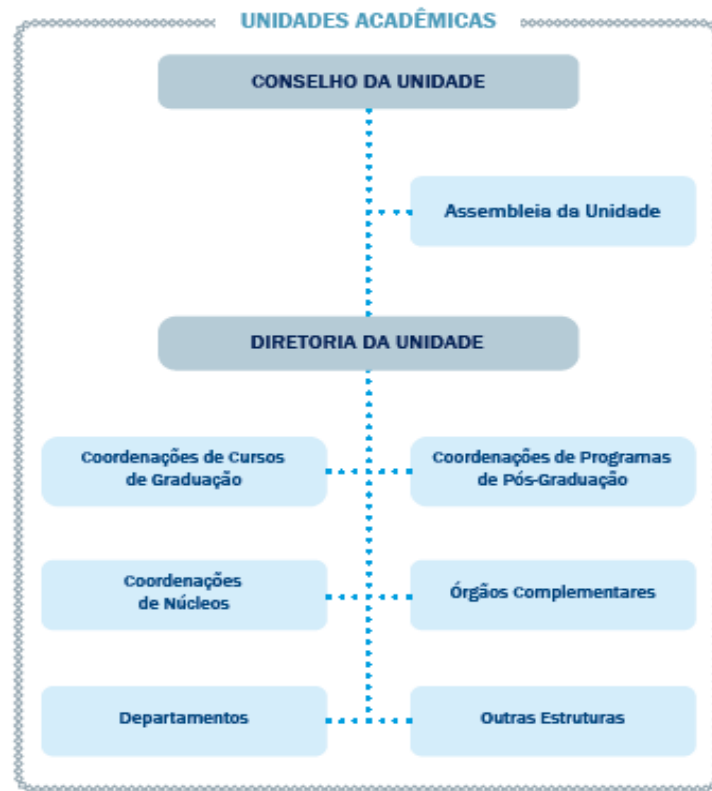 UNIDADES ACADÊMICAS
CONSELHO DA UNIDADE
Assembleia da Unidade
DIRETORIA DA UNIDADE
Coordenações de Cursos
de Graduação
Coordenações de Programas
de Pós-Graduação
Coordenações
de Núcleos
Órgãos Complementares
Departamentos
Outras Estruturas